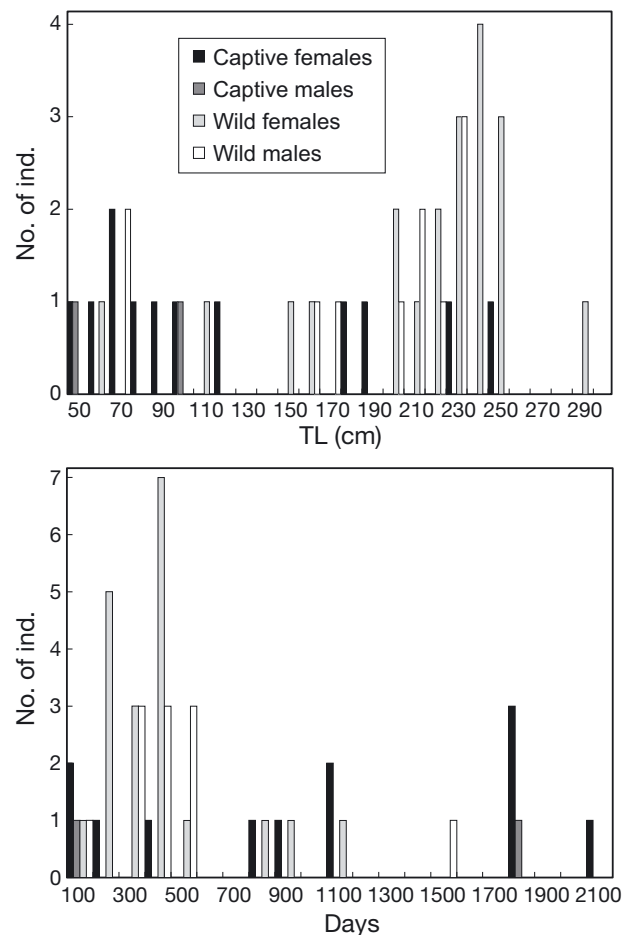 4
3
2
1
0
No. of ind.
Captive females
Captive males
Wild females
Wild males
50 70 90 110 130 150 170 190 210 230 250 270 290
TL (cm)
7
6
5
4
3
2
1
0
No. of ind.
100 300 500 700 900 1100 1300 1500 1700 1900 2100
Days